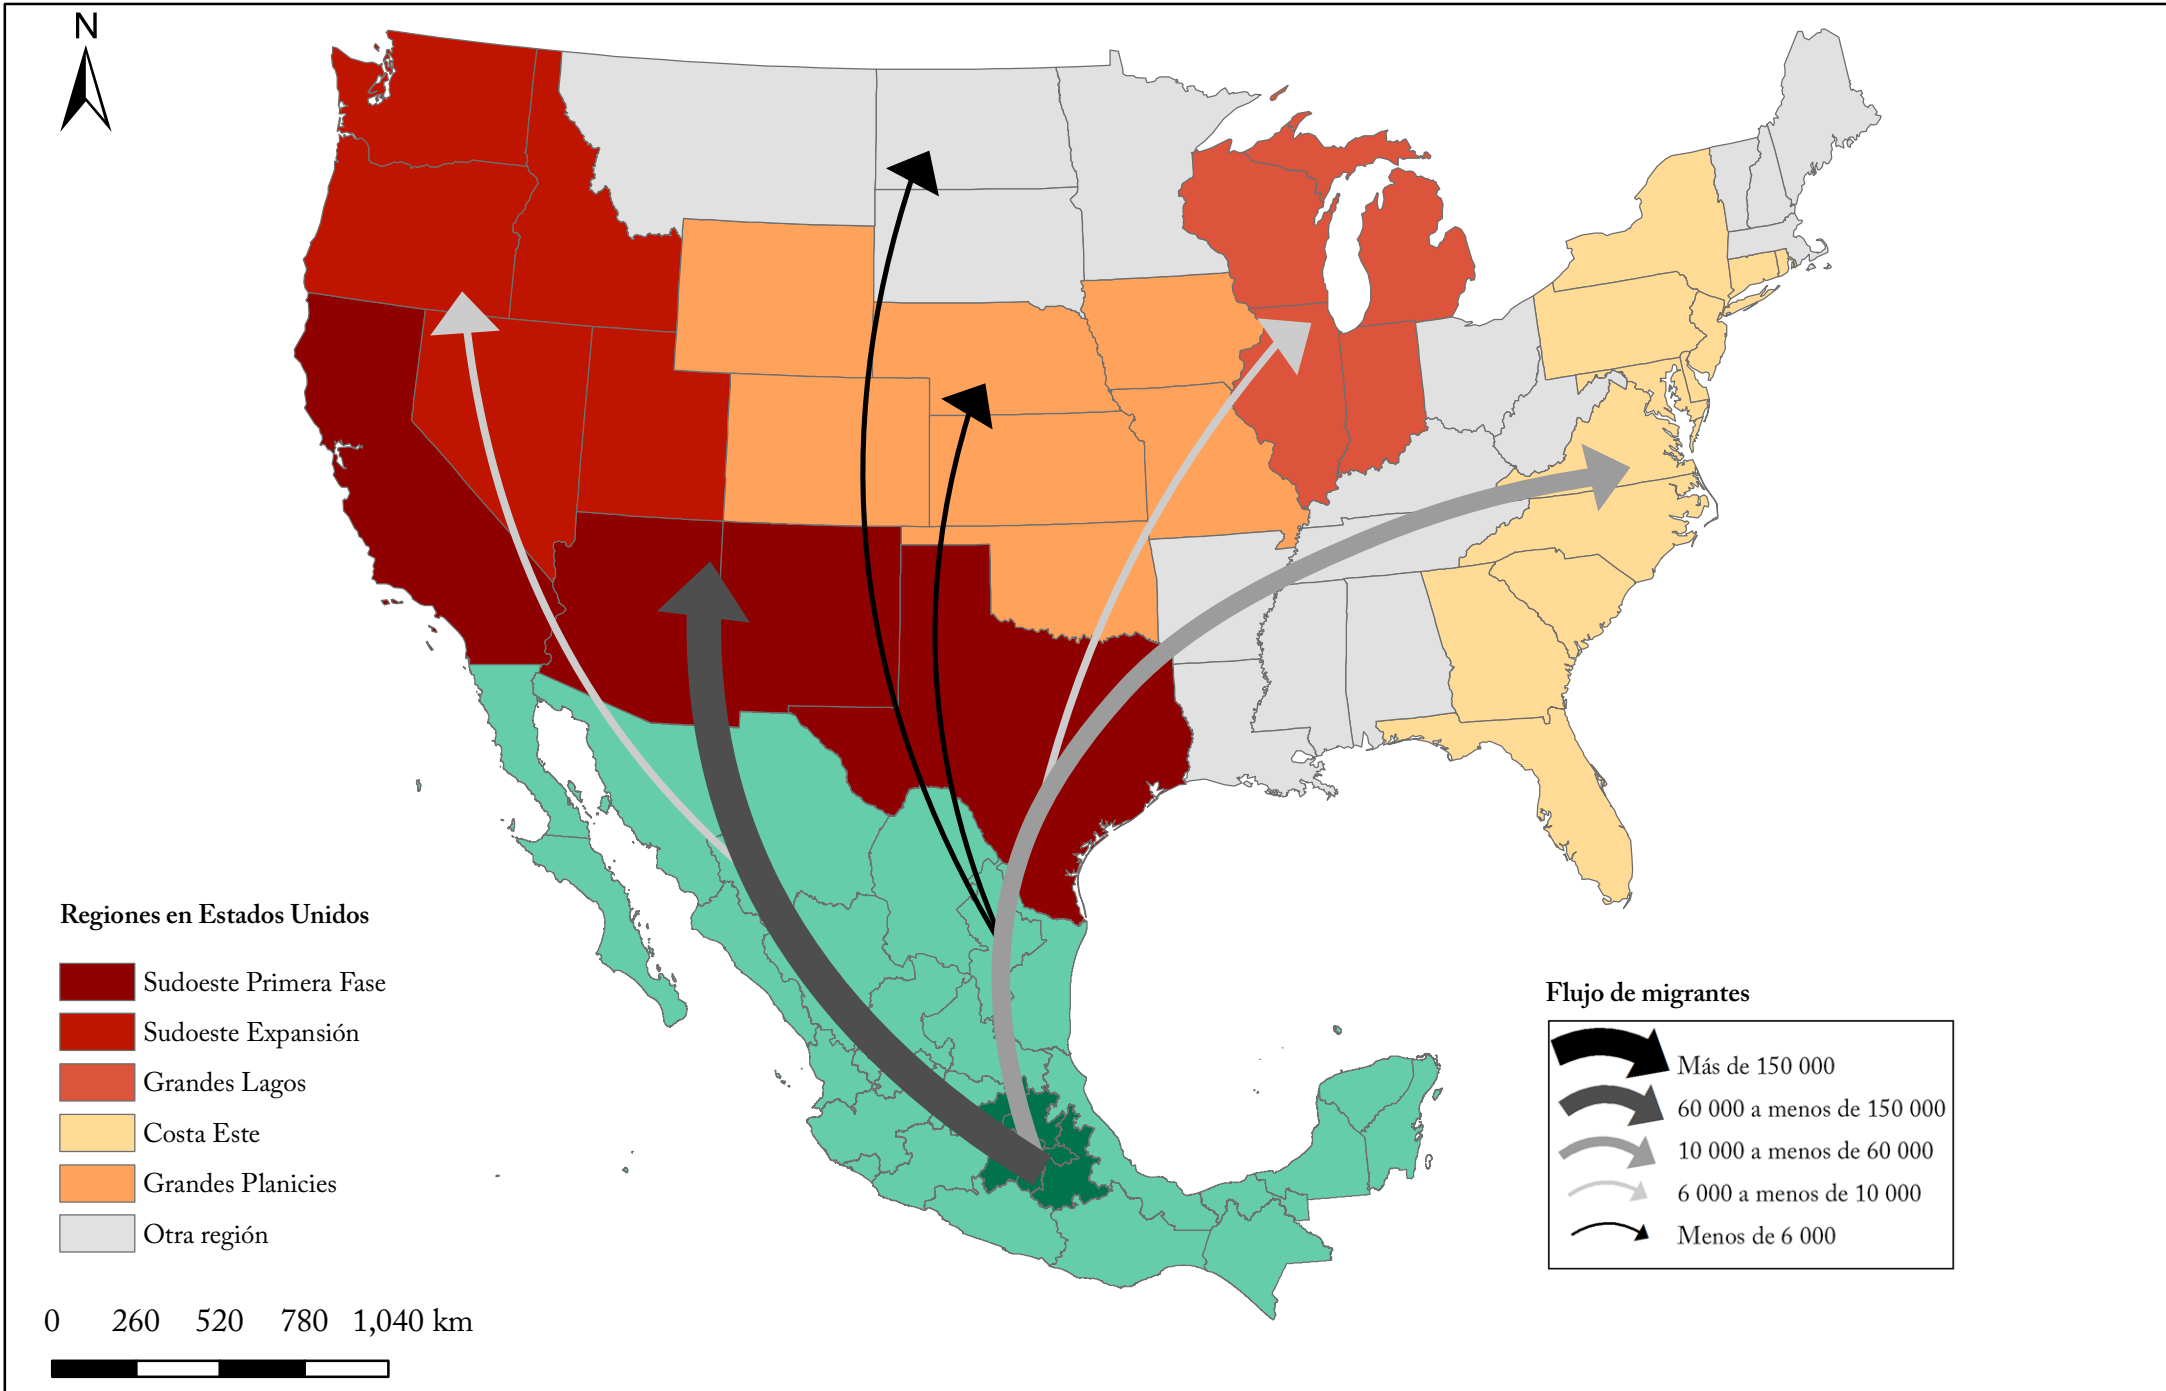 N
Regiones en Estados Unidos
Sudoeste Primera Fase
Sudoeste Expansión
Grandes Lagos
Costa Este
Grandes Planicies
Otra región
0 260 520 780 1,040 km
Flujo de migrantes
Más de 150 000
60 000 a menos de 150 000
10 000 a menos de 60 000
6 000 a menos de 10 000
Menos de 6 000